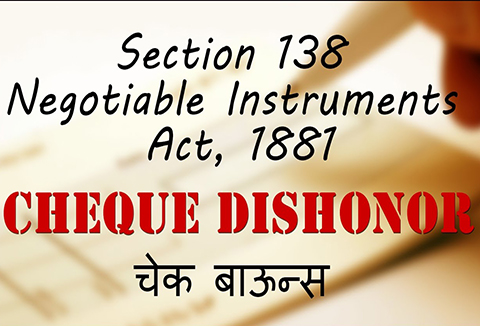 Section 138
Negotiable Instruments
Act, 1881
CHEQUE DISHONOR
चेक बाऊन्स